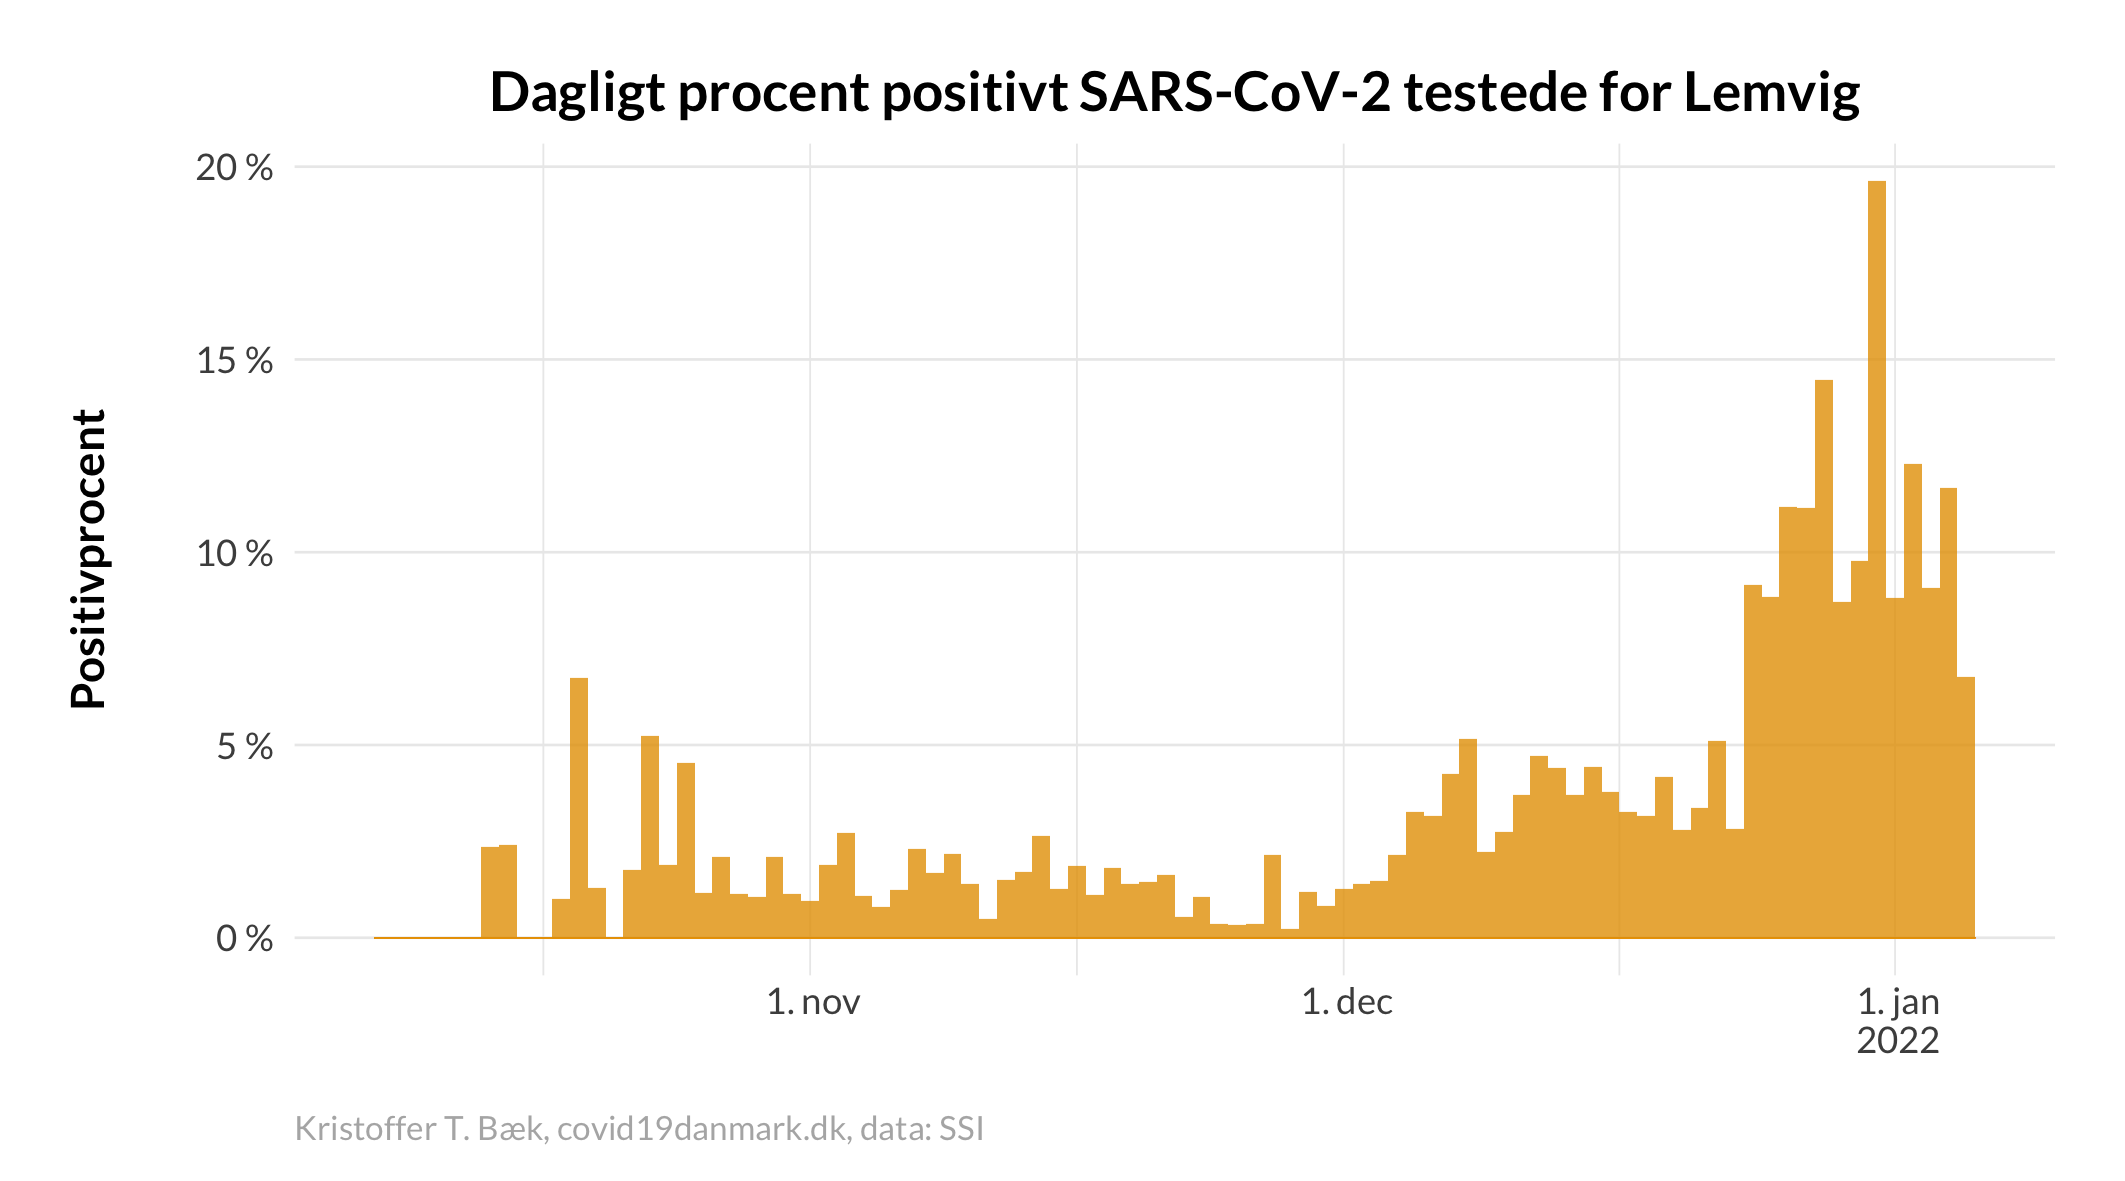 Dagligt procent positivt SARS-CoV-2 testede for Lemvig
Positivprocent
20 %
15 %
10 %
5 %
0 %
1. nov
1. dec
1. jan
2022
Kristoffer T. Bæk, covid19danmark.dk, data: SSI